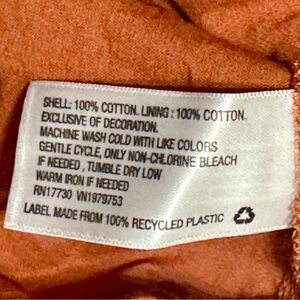 SHELL: 100% COTTON. LINING : 100% COTTON.
EXCLUSIVE OF DECORATION.
MACHINE WASH COLD WITH LIKE COLORS
GENTLE CYCLE, ONLY NON-CHLORINE BLEACH
IF NEEDED , TUMBLE DRY LOW
WARM IRON IF NEEDED
RN17730 VN1979753
LABEL MADE FROM 100% RECYCLED PLASTIC